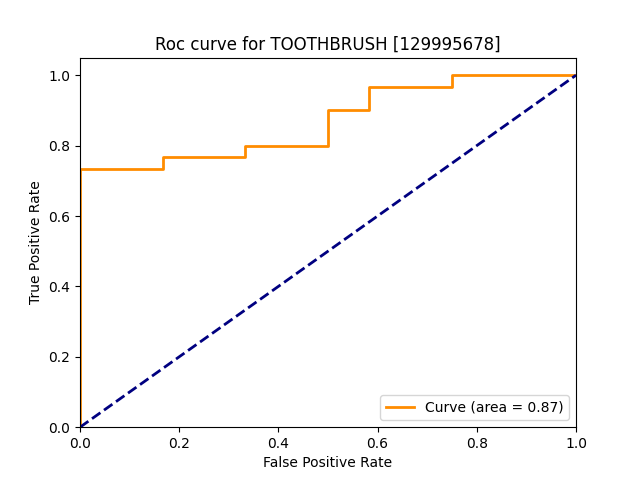 Roc curve for TOOTHBRUSH [129995678]
1.0
0.8
0.6
0.4
0.2
0.0
True Positive Rate
Curve (area = 0.87)
0.0 0.2 0.4 0.6 0.8 1.0
False Positive Rate